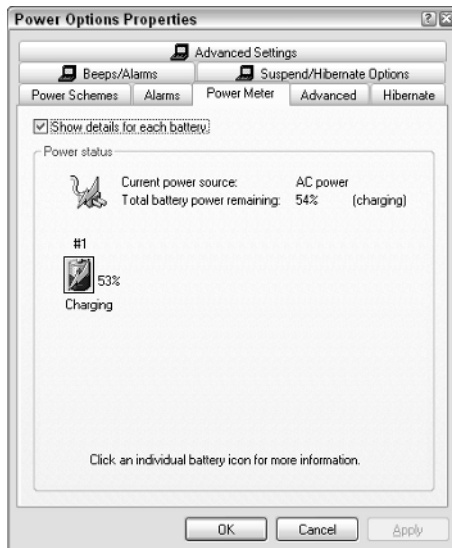 Power Options Properties
Advanced Settings
Beeps/Alarms Suspend/Hibernate Options
Power Schemes Alarms Power Meter Advanced Hibernate
Show details for each battery.
Power status
Current power source: AC power
Total battery power remaining: 54% (charging)
#1
53%
Charging
Click an individual battery icon for more information.
OK Cancel Apply